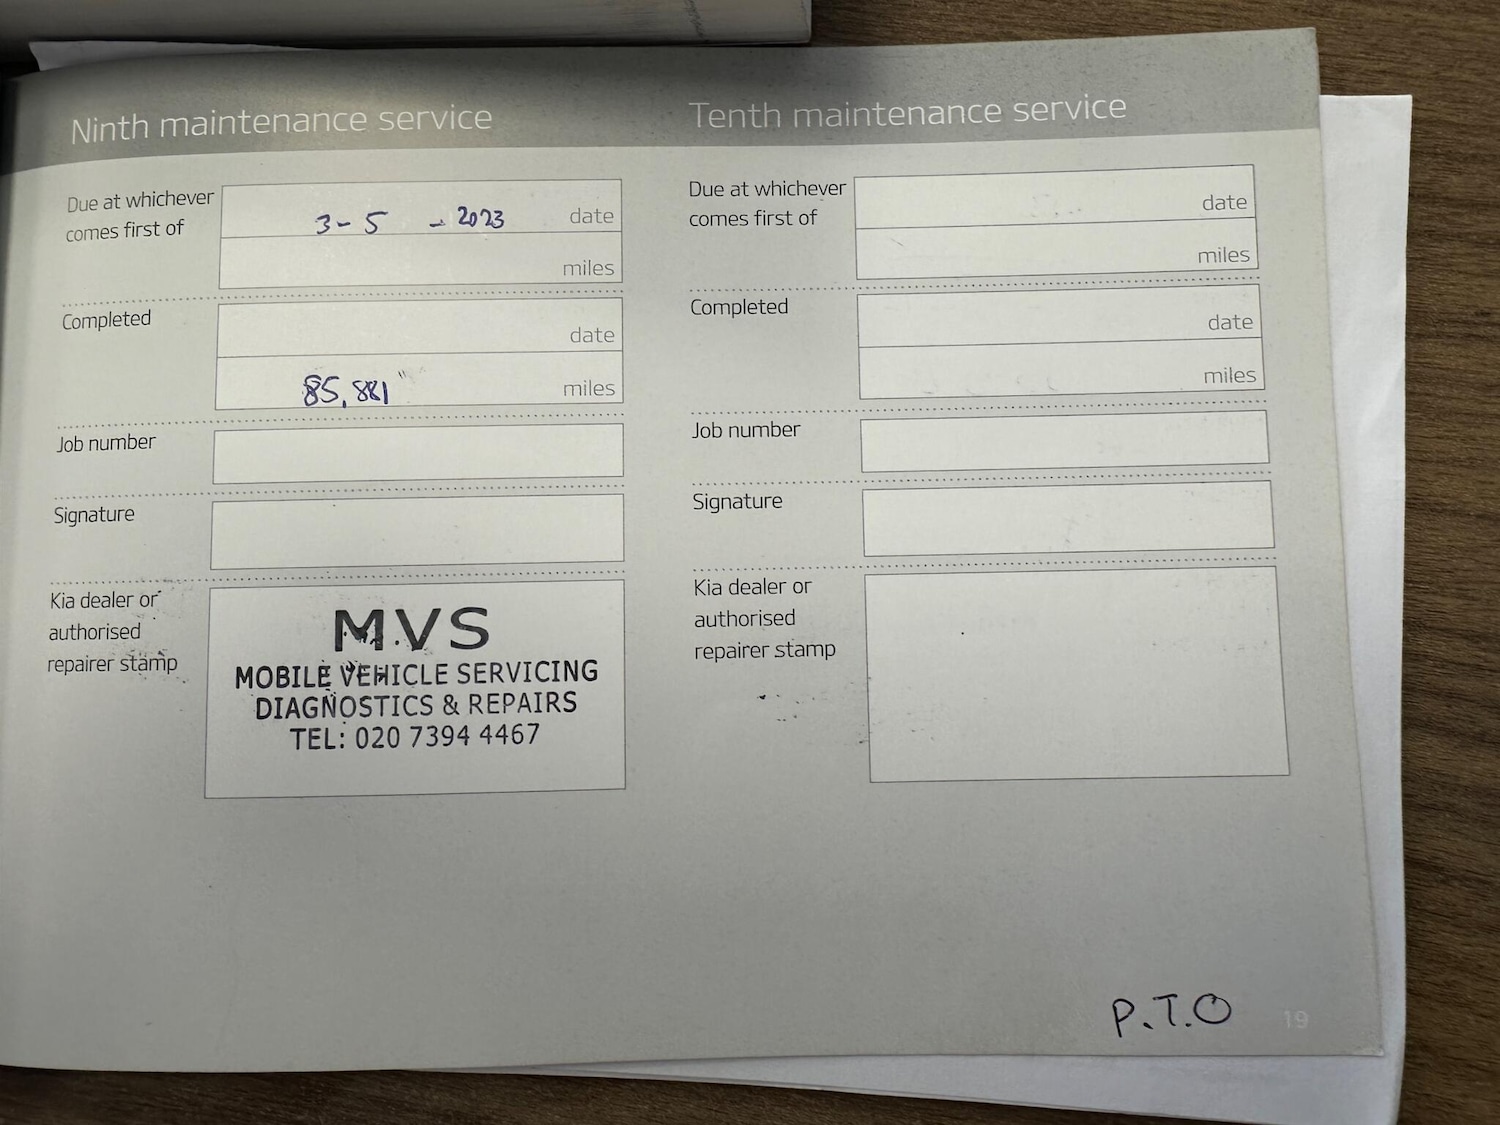 Ninth maintenance service
Due at whichever
comes first of
3-5 - 2023 date
miles
Completed
date
85,881" miles
Job number
Signature
Kia dealer or
authorised
repairer stamp
MVS
MOBILE VEHICLE SERVICING
DIAGNOSTICS & REPAIRS
TEL: 020 7394 4467
Tenth maintenance service
Due at whichever
comes first of
date
miles
Completed
date
miles
Job number
Signature
Kia dealer or
authorised
repairer stamp
P.T.O
19